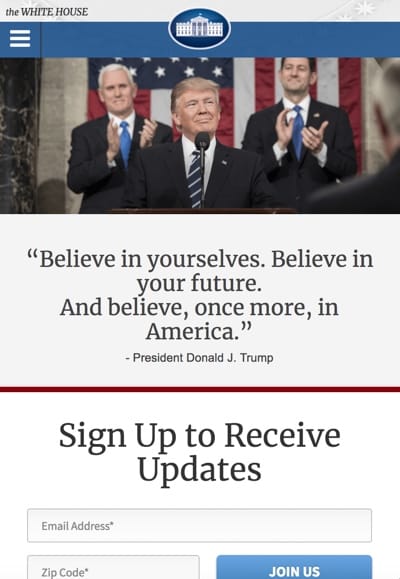 the WHITE HOUSE
“Believe in yourselves. Believe in
your future.
And believe, once more, in
America.”
- President Donald J. Trump
Sign Up to Receive
Updates
Email Address*
Zip Code*
JOIN US